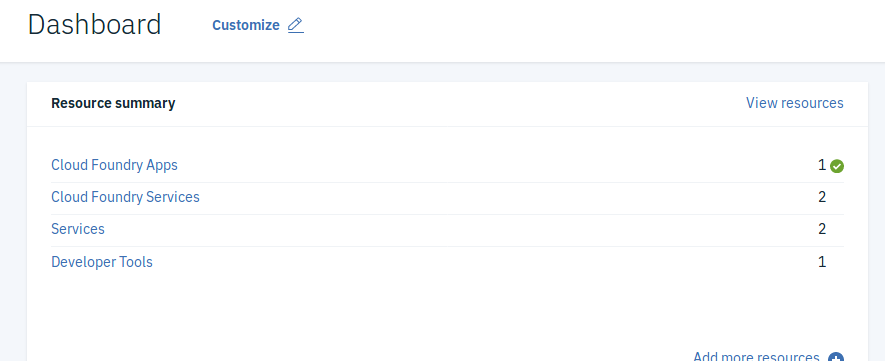 Dashboard Customize
Resource summary View resources
Cloud Foundry Apps 1
Cloud Foundry Services 2
Services 2
Developer Tools 1
Add more resources